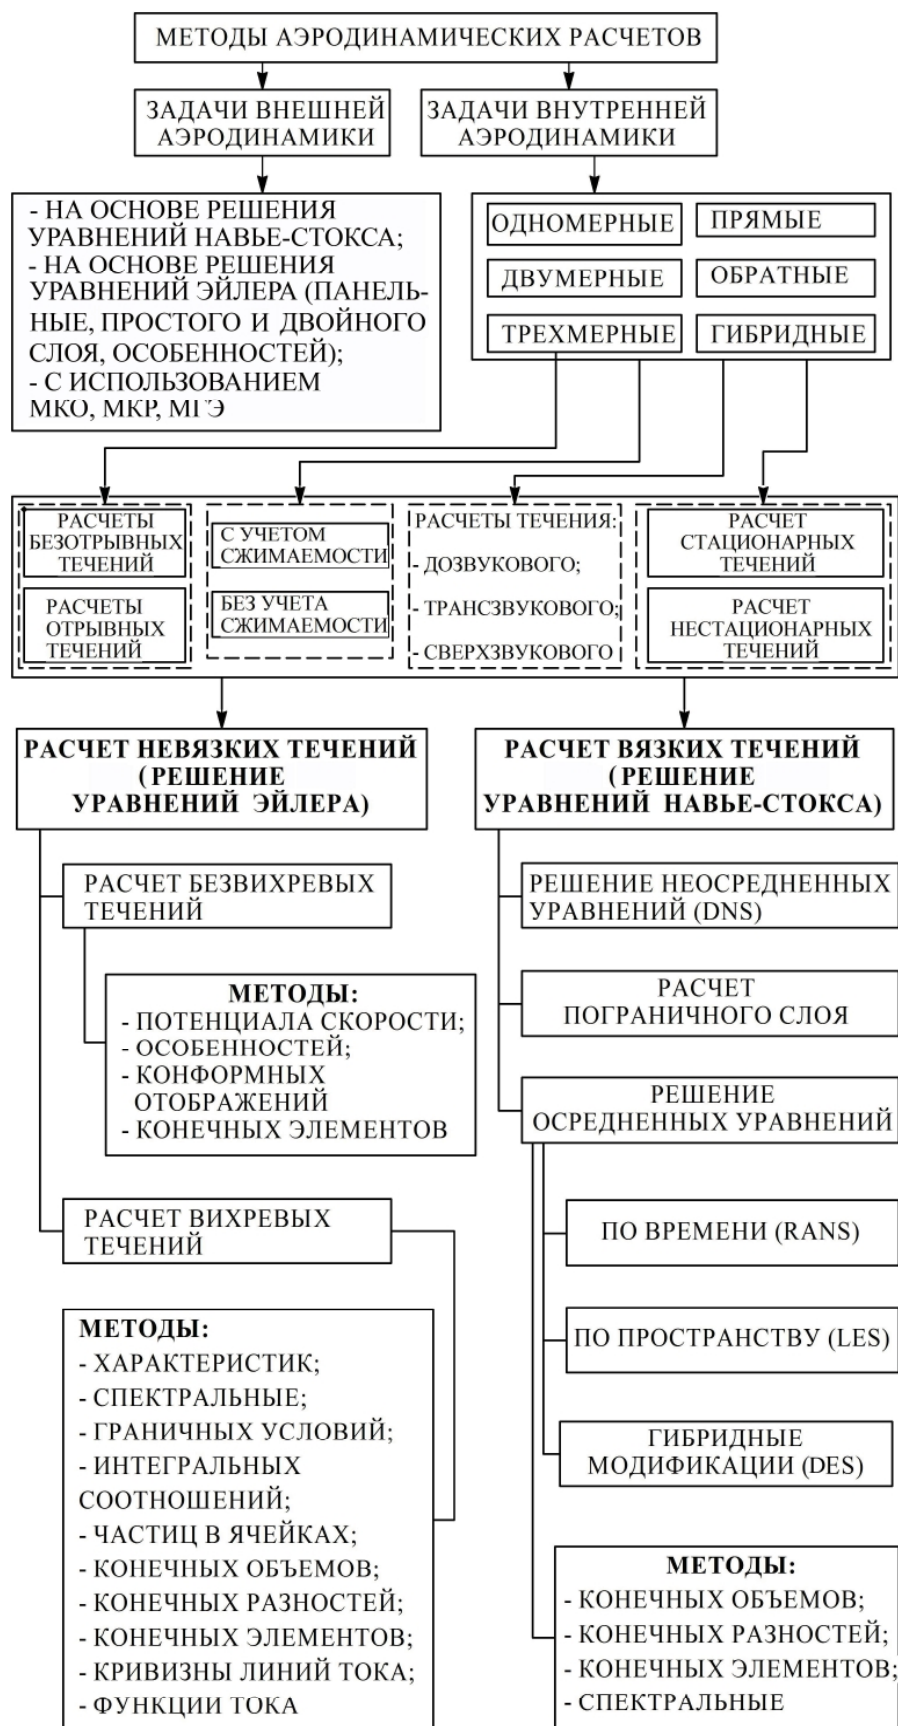 МЕТОДЫ АЭРОДИНАМИЧЕСКИХ РАСЧЕТОВ
ЗАДАЧИ ВНЕШНЕЙ
АЭРОДИНАМИКИ
ЗАДАЧИ ВНУТРЕННЕЙ
АЭРОДИНАМИКИ
- НА ОСНОВЕ РЕШЕНИЯ
УРАВНЕНИЙ НАВЬЕ-СТОКСА;
- НА ОСНОВЕ РЕШЕНИЯ
УРАВНЕНИЙ ЭЙЛЕРА (ПАНЕЛЬ-
НЫЕ, ПРОСТОГО И ДВОЙНОГО
СЛОЯ, ОСОБЕННОСТЕЙ);
- С ИСПОЛЬЗОВАНИЕМ
МКО, МКР, МГЭ
ОДНОМЕРНЫЕ
ПРЯМЫЕ
ДВУМЕРНЫЕ
ОБРАТНЫЕ
ТРЕХМЕРНЫЕ
ГИБРИДНЫЕ
РАСЧЕТЫ
БЕЗОТРЫВНЫХ
ТЕЧЕНИЙ
РАСЧЕТЫ
ОТРЫВНЫХ
ТЕЧЕНИЙ
С УЧЕТОМ
СЖИМАЕМОСТИ
БЕЗ УЧЕТА
СЖИМАЕМОСТИ
РАСЧЕТЫ ТЕЧЕНИЯ:
- ДОЗВУКОВОГО;
- ТРАНСЗВУКОВОГО;
- СВЕРХЗВУКОВОГО
РАСЧЕТ
СТАЦИОНАРНЫХ
ТЕЧЕНИЙ
РАСЧЕТ
НЕСТАЦИОНАРНЫХ
ТЕЧЕНИЙ
РАСЧЕТ НЕВЯЗКИХ ТЕЧЕНИЙ
(РЕШЕНИЕ
УРАВНЕНИЙ ЭЙЛЕРА)
РАСЧЕТ БЕЗВИХРЕВЫХ
ТЕЧЕНИЙ
МЕТОДЫ:
- ПОТЕНЦИАЛА СКОРОСТИ;
- ОСОБЕННОСТЕЙ;
- КОНФОРМНЫХ
ОТОБРАЖЕНИЙ
- КОНЕЧНЫХ ЭЛЕМЕНТОВ
РАСЧЕТ ВИХРЕВЫХ
ТЕЧЕНИЙ
МЕТОДЫ:
- ХАРАКТЕРИСТИК;
- СПЕКТРАЛЬНЫЕ;
- ГРАНИЧНЫХ УСЛОВИЙ;
- ИНТЕГРАЛЬНЫХ
СООТНОШЕНИЙ;
- ЧАСТИЦ В ЯЧЕЙКАХ;
- КОНЕЧНЫХ ОБЪЕМОВ;
- КОНЕЧНЫХ РАЗНОСТЕЙ;
- КОНЕЧНЫХ ЭЛЕМЕНТОВ;
- КРИВИЗНЫ ЛИНИЙ ТОКА;
- ФУНКЦИИ ТОКА
РАСЧЕТ ВЯЗКИХ ТЕЧЕНИЙ
(РЕШЕНИЕ
УРАВНЕНИЙ НАВЬЕ-СТОКСА)
РЕШЕНИЕ НЕОСРЕДНЕННЫХ
УРАВНЕНИЙ (DNS)
РАСЧЕТ
ПОГРАНИЧНОГО СЛОЯ
РЕШЕНИЕ
ОСРЕДНЕННЫХ УРАВНЕНИЙ
ПО ВРЕМЕНИ (RANS)
ПО ПРОСТРАНСТВУ (LES)
ГИБРИДНЫЕ
МОДИФИКАЦИИ (DES)
МЕТОДЫ:
- КОНЕЧНЫХ ОБЪЕМОВ;
- КОНЕЧНЫХ РАЗНОСТЕЙ;
- КОНЕЧНЫХ ЭЛЕМЕНТОВ;
- СПЕКТРАЛЬНЫЕ